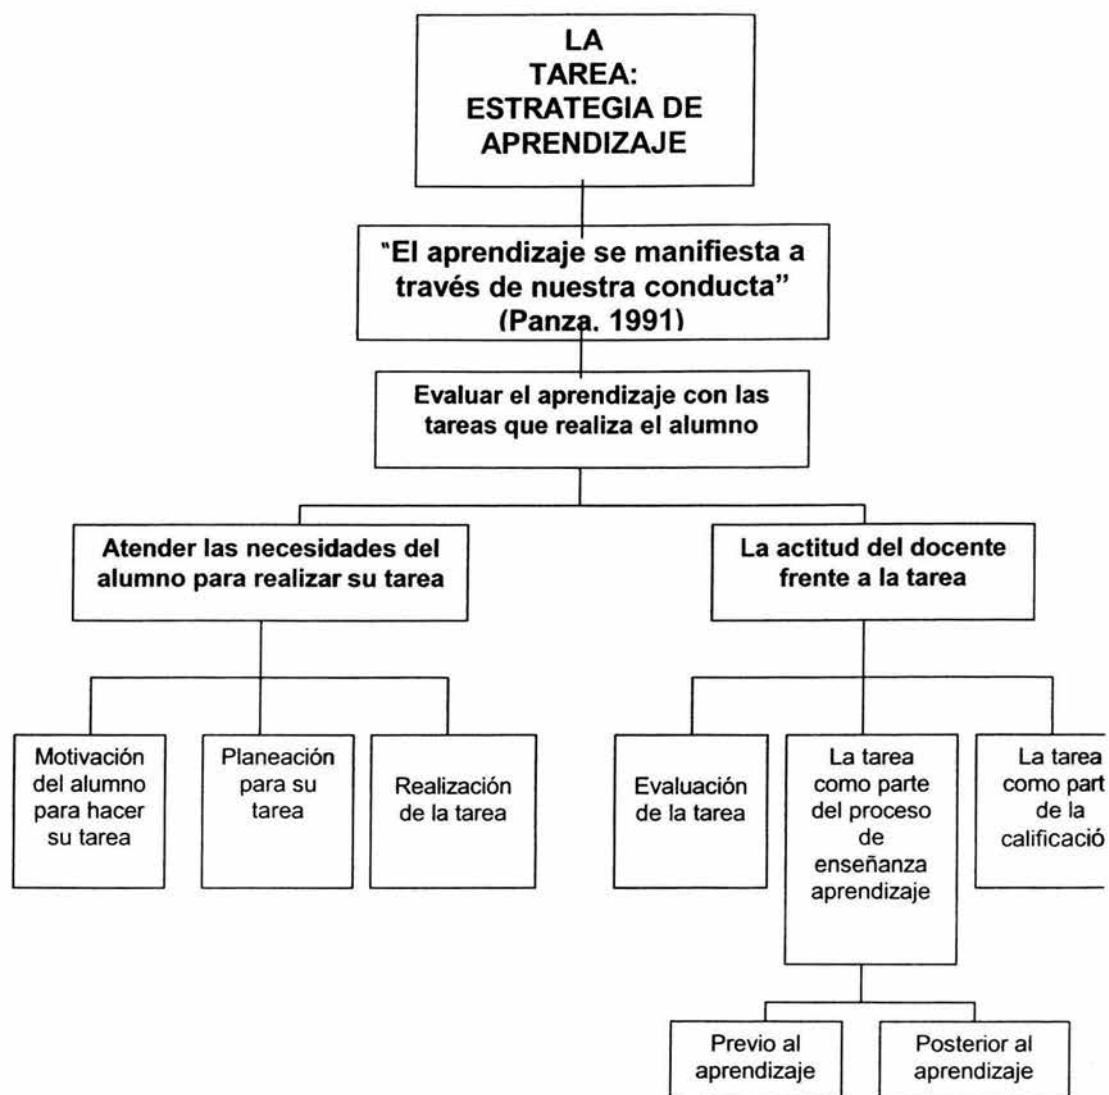 LA
TAREA:
ESTRATEGIA DE
APRENDIZAJE
"El aprendizaje se manifiesta a
través de nuestra conducta"
(Panza, 1991)
Evaluar el aprendizaje con las
tareas que realiza el alumno
Atender las necesidades del
alumno para realizar su tarea
La actitud del docente
frente a la tarea
Motivación
del alumno
para hacer
su tarea
Planeación
para su
tarea
Realización
de la tarea
Evaluación
de la tarea
La tarea
como parte
del proceso
de
enseñanza
aprendizaje
La tarea
como part
de la
calificació
Previo al
aprendizaje
Posterior al
aprendizaje